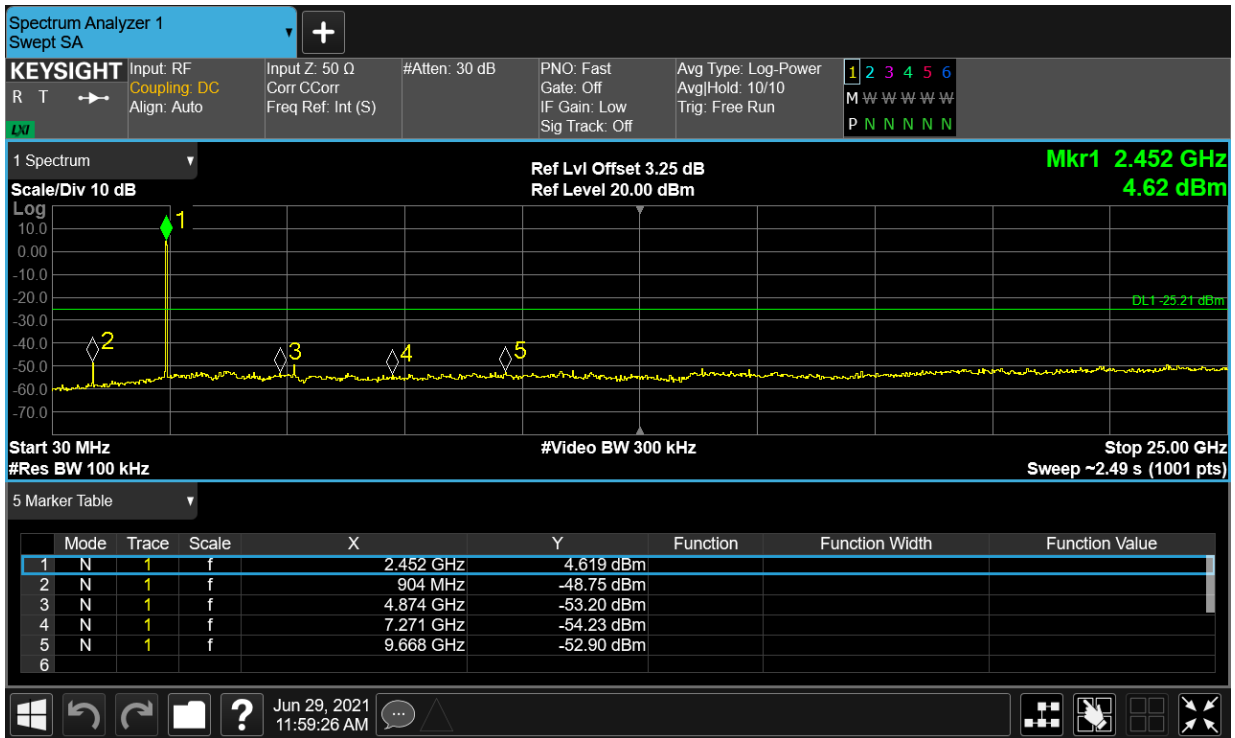 Spectrum Analyzer 1
Swept SA
KEYSIGHT
R T
LXI
Input: RF
Coupling: DC
Align: Auto
Input Z: 50 Ω
Corr CCorr
Freq Ref: Int (S)
#Atten: 30 dB
PNO: Fast
Gate: Off
IF Gain: Low
Sig Track: Off
Avg Type: Log-Power
Avg|Hold: 10/10
Trig: Free Run
1 2 3 4 5 6
M W W W W W
P N N N N N
1 Spectrum
Scale/Div 10 dB
Log
Ref Lvl Offset 3.25 dB
Ref Level 20.00 dBm
Mkr1 2.452 GHz
4.62 dBm
10.0
0.00
-10.0
-20.0
-30.0
-40.0
-50.0
-60.0
-70.0
1
2
3
4
5
DL1 -25.21 dBm
Start 30 MHz
#Res BW 100 kHz
#Video BW 300 kHz
Stop 25.00 GHz
Sweep ~2.49 s (1001 pts)
5 Marker Table
Mode Trace Scale X Y Function Function Width Function Value
1 N 1 f 2.452 GHz 4.619 dBm
2 N 1 f 904 MHz -48.75 dBm
3 N 1 f 4.874 GHz -53.20 dBm
4 N 1 f 7.271 GHz -54.23 dBm
5 N 1 f 9.668 GHz -52.90 dBm
6
?
Jun 29, 2021
11:59:26 AM